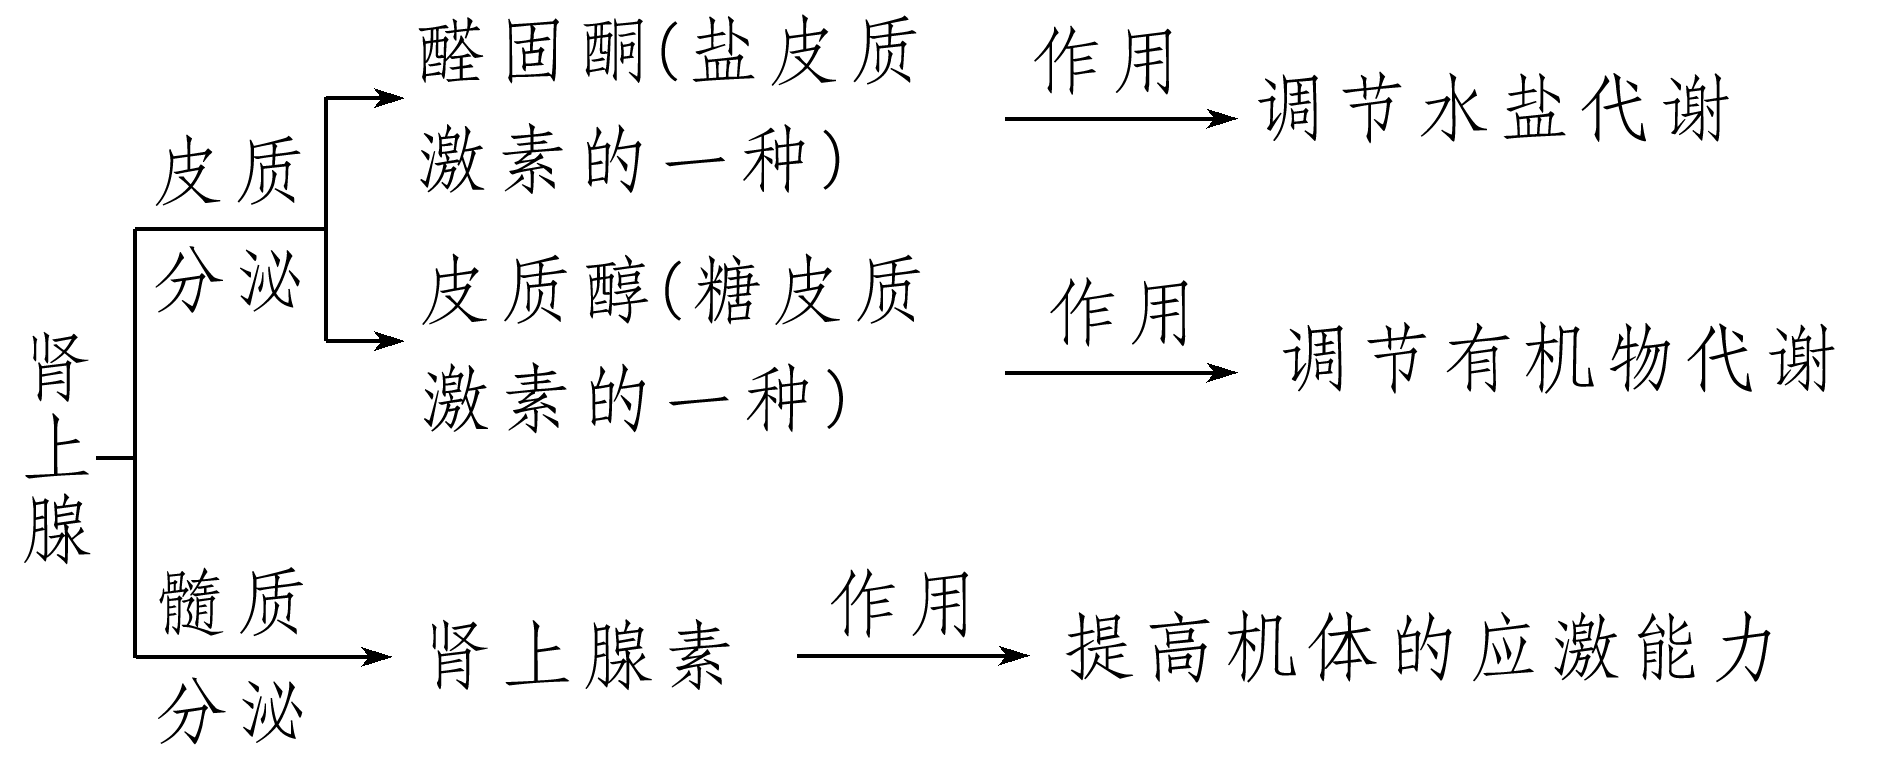 肾上腺
皮质
分泌
醛固酮(盐皮质
激素的一种)
作用
调节水盐代谢
皮质醇(糖皮质
激素的一种)
作用
调节有机物代谢
髓质
分泌
肾上腺素
作用
提高机体的应激能力